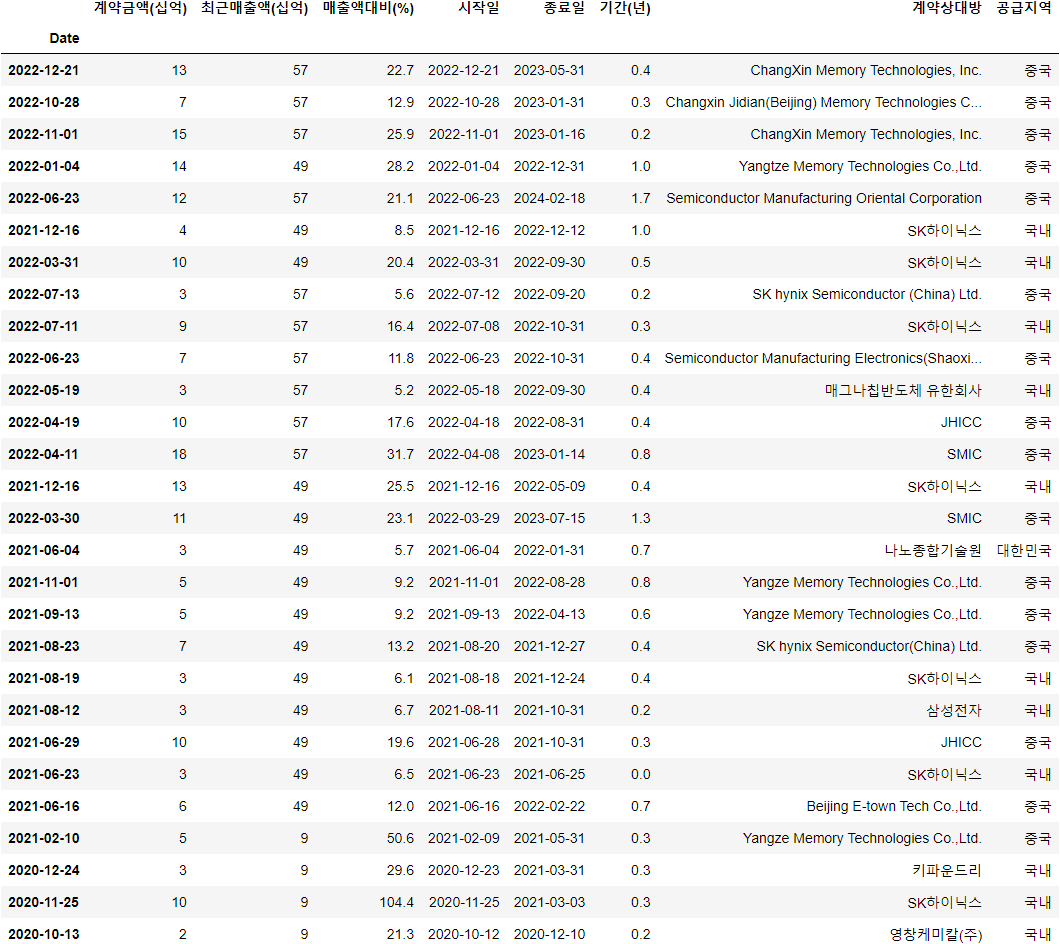 계약금액(십억) 최근매출액(십억) 매출액대비(%) 시작일 종료일 기간(년) 계약상대방 공급지역
Date
2022-12-21 13 57 22.7 2022-12-21 2023-05-31 0.4 ChangXin Memory Technologies, Inc. 중국
2022-10-28 7 57 12.9 2022-10-28 2023-01-31 0.3 Changxin Jidian(Beijing) Memory Technologies C... 중국
2022-11-01 15 57 25.9 2022-11-01 2023-01-16 0.2 ChangXin Memory Technologies, Inc. 중국
2022-01-04 14 49 28.2 2022-01-04 2022-12-31 1.0 Yangtze Memory Technologies Co.,Ltd. 중국
2022-06-23 12 57 21.1 2022-06-23 2024-02-18 1.7 Semiconductor Manufacturing Oriental Corporation 중국
2021-12-16 4 49 8.5 2021-12-16 2022-12-12 1.0 SK하이닉스 국내
2022-03-31 10 49 20.4 2022-03-31 2022-09-30 0.5 SK하이닉스 국내
2022-07-13 3 57 5.6 2022-07-12 2022-09-20 0.2 SK hynix Semiconductor (China) Ltd. 중국
2022-07-11 9 57 16.4 2022-07-08 2022-10-31 0.3 SK하이닉스 국내
2022-06-23 7 57 11.8 2022-06-23 2022-10-31 0.4 Semiconductor Manufacturing Electronics(Shaoxi... 중국
2022-05-19 3 57 5.2 2022-05-18 2022-09-30 0.4 매그나칩반도체 유한회사 국내
2022-04-19 10 57 17.6 2022-04-18 2022-08-31 0.4 JHICC 중국
2022-04-11 18 57 31.7 2022-04-08 2023-01-14 0.8 SMIC 중국
2021-12-16 13 49 25.5 2021-12-16 2022-05-09 0.4 SK하이닉스 국내
2022-03-30 11 49 23.1 2022-03-29 2023-07-15 1.3 SMIC 중국
2021-06-04 3 49 5.7 2021-06-04 2022-01-31 0.7 나노종합기술원 대한민국
2021-11-01 5 49 9.2 2021-11-01 2022-08-28 0.8 Yangze Memory Technologies Co.,Ltd. 중국
2021-09-13 5 49 9.2 2021-09-13 2022-04-13 0.6 Yangze Memory Technologies Co.,Ltd. 중국
2021-08-23 7 49 13.2 2021-08-20 2021-12-27 0.4 SK hynix Semiconductor(China) Ltd. 중국
2021-08-19 3 49 6.1 2021-08-18 2021-12-24 0.4 SK하이닉스 국내
2021-08-12 3 49 6.7 2021-08-11 2021-10-31 0.2 삼성전자 국내
2021-06-29 10 49 19.6 2021-06-28 2021-10-31 0.3 JHICC 중국
2021-06-23 3 49 6.5 2021-06-23 2021-06-25 0.0 SK하이닉스 국내
2021-06-16 6 49 12.0 2021-06-16 2022-02-22 0.7 Beijing E-town Tech Co.,Ltd. 중국
2021-02-10 5 9 50.6 2021-02-09 2021-05-31 0.3 Yangze Memory Technologies Co.,Ltd. 중국
2020-12-24 3 9 29.6 2020-12-23 2021-03-31 0.3 키파운드리 국내
2020-11-25 10 9 104.4 2020-11-25 2021-03-03 0.3 SK하이닉스 국내
2020-10-13 2 9 21.3 2020-10-12 2020-12-10 0.2 영창케미칼(주) 국내